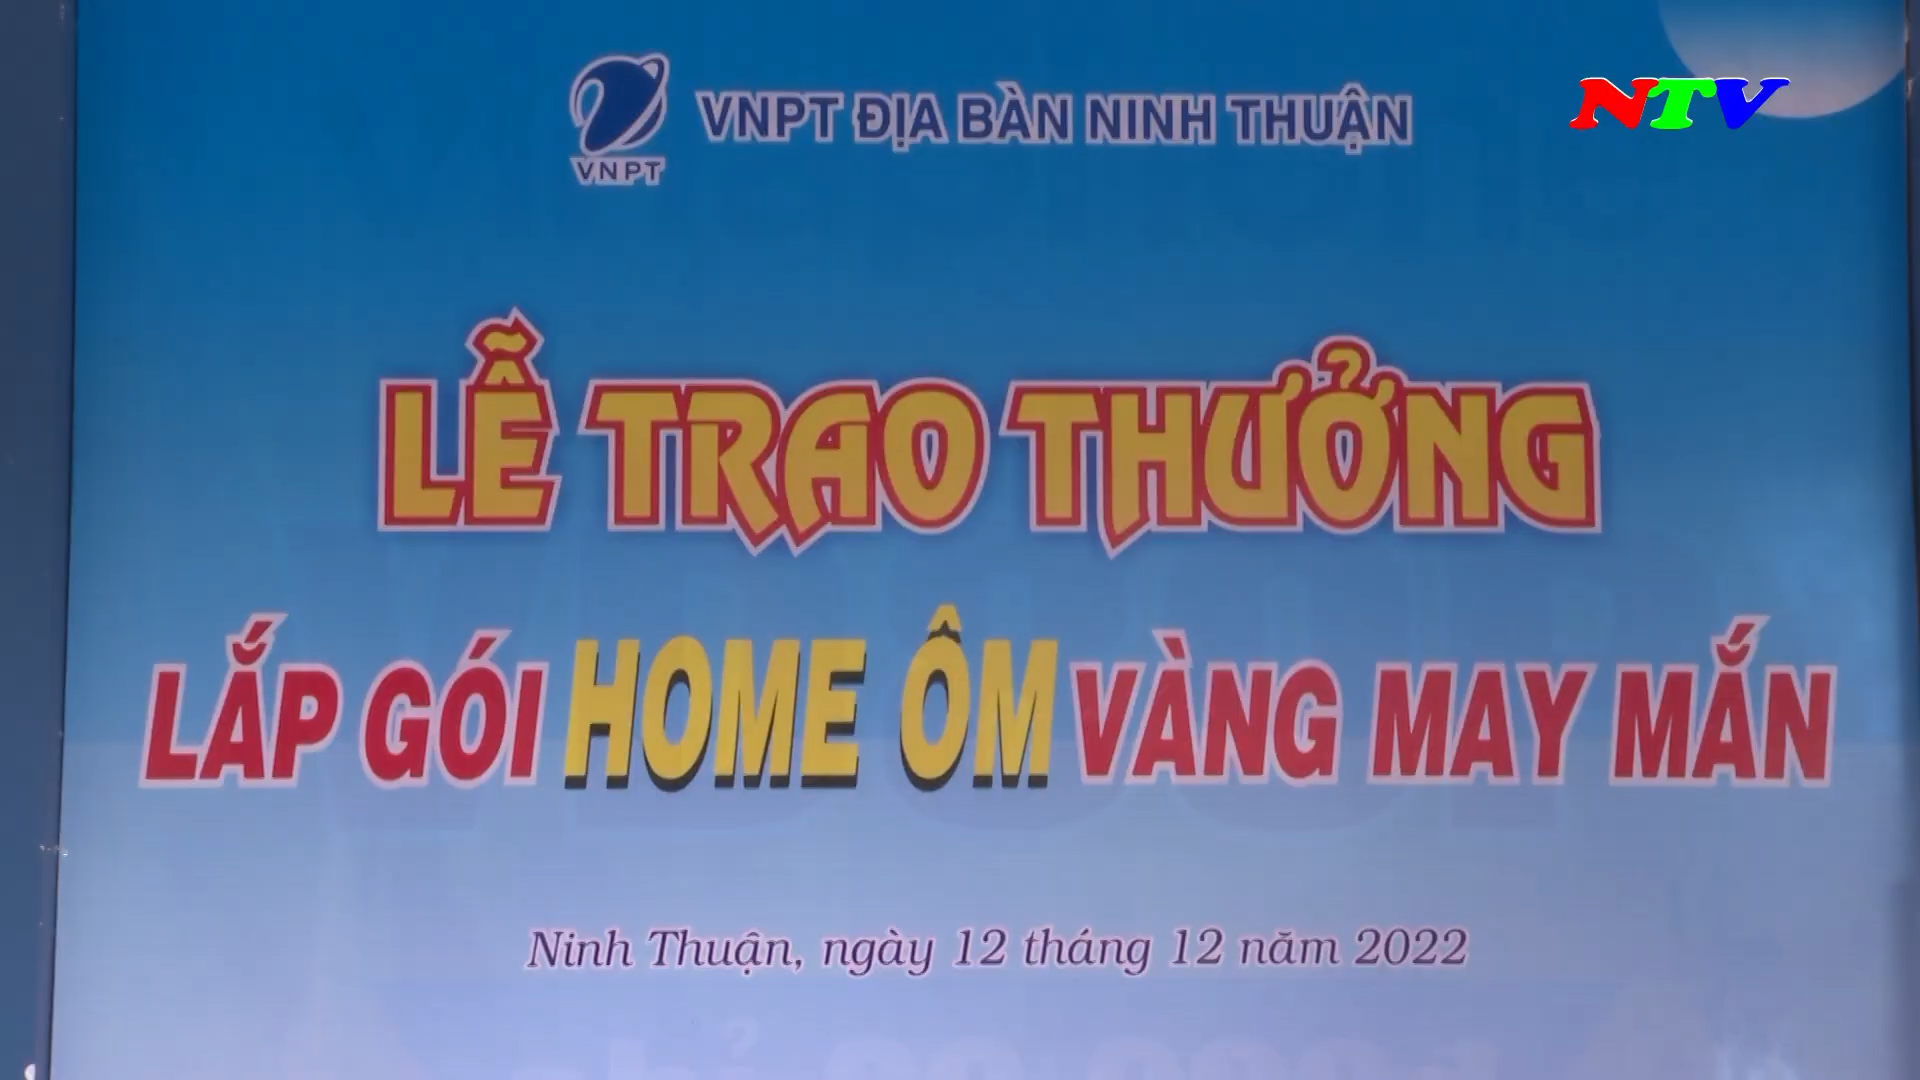 NTV
VNPT
VNPT ĐỊA BÀN NINH THUẬN
LỄ TRAO THƯỞNG
LẮP GÓI HOME ÔM VÀNG MAY MẮN
Ninh Thuận, ngày 12 tháng 12 năm 2022